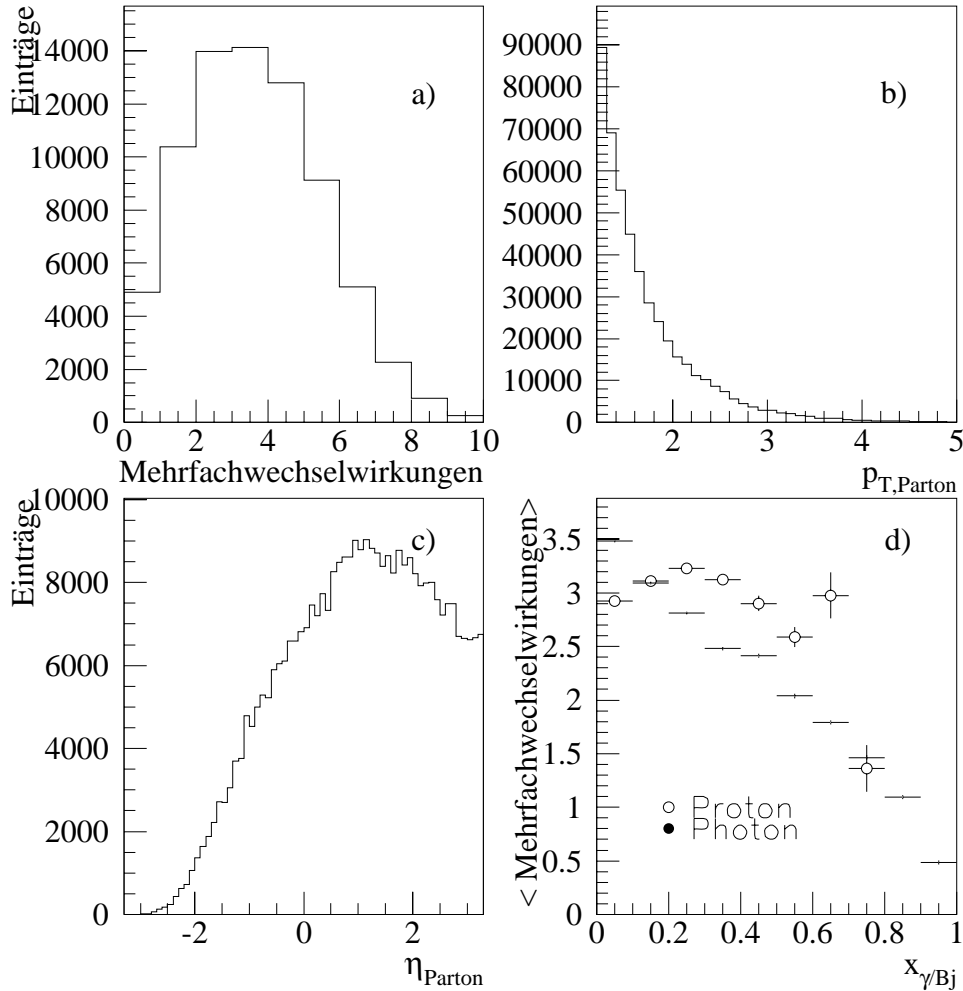 Einträge
14000
12000
10000
8000
6000
4000
2000
0
0 2 4 6 8 10
Mehrfachwechselwirkungen
a)
90000
80000
70000
60000
50000
40000
30000
20000
10000
0
2 3 4 5
p_T,Parton
b)
Einträge
10000
8000
6000
4000
2000
0
-2 0 2
η_Parton
c)
< Mehrfachwechselwirkungen >
3.5
3
2.5
2
1.5
1
0.5
0
0 0.2 0.4 0.6 0.8 1
x_γ/Bj
d)
Proton
Photon